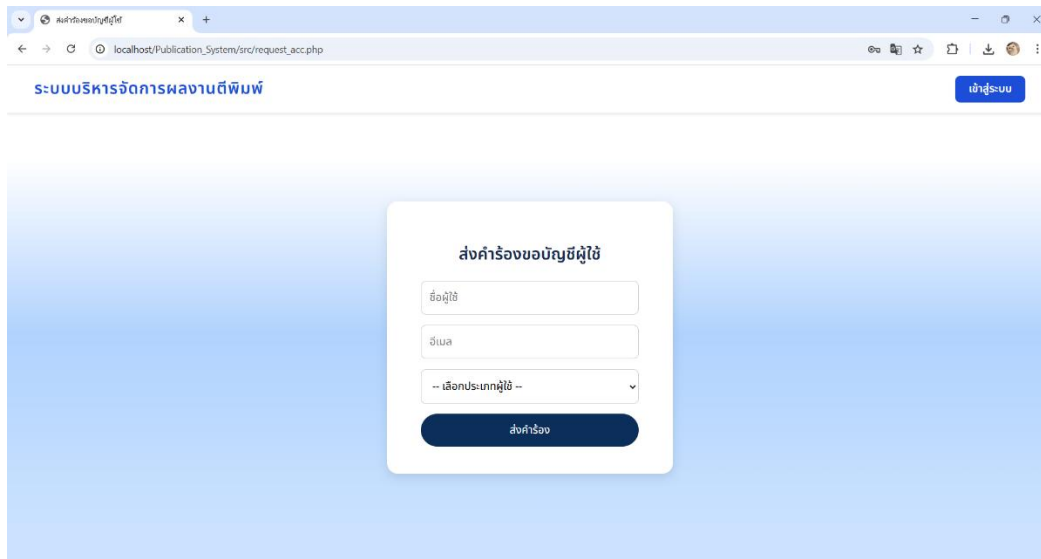 ส่งคำร้องขอบัญชีผู้ใช้
localhost/Publication_System/src/request_acc.php
ระบบบริหารจัดการผลงานตีพิมพ์
เข้าสู่ระบบ
ส่งคำร้องขอบัญชีผู้ใช้
ชื่อผู้ใช้
อีเมล
-- เลือกประเภทผู้ใช้ --
ส่งคำร้อง